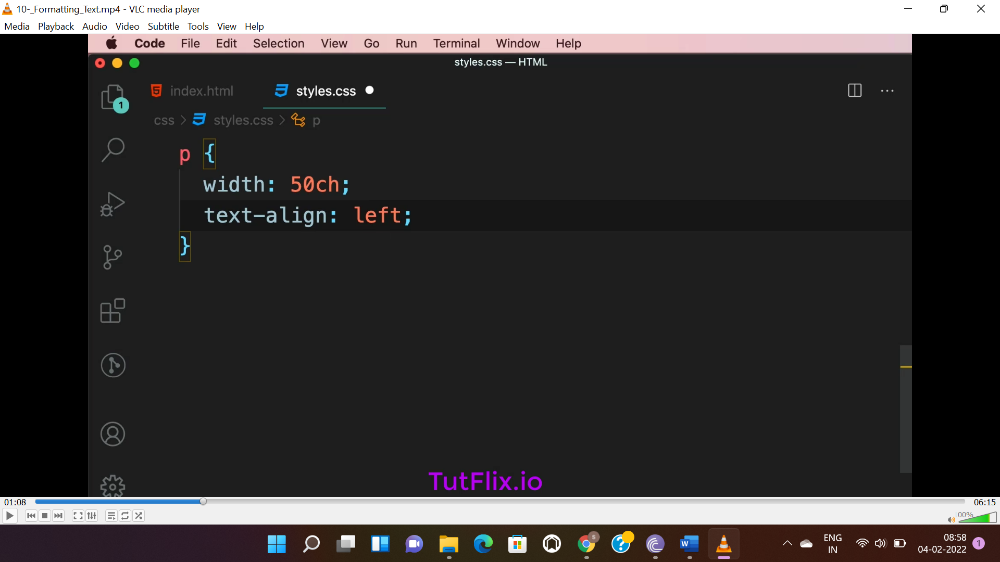 10-_Formatting_Text.mp4 - VLC media player
Media Playback Audio Video Subtitle Tools View Help
Code File Edit Selection View Go Run Terminal Window Help
styles.css — HTML
index.html styles.css
1
css > styles.css > p
p {
width: 50ch;
text-align: left;
}
TutFlix.io
01:08 06:15
100%
ENG
IN
08:58
04-02-2022
1